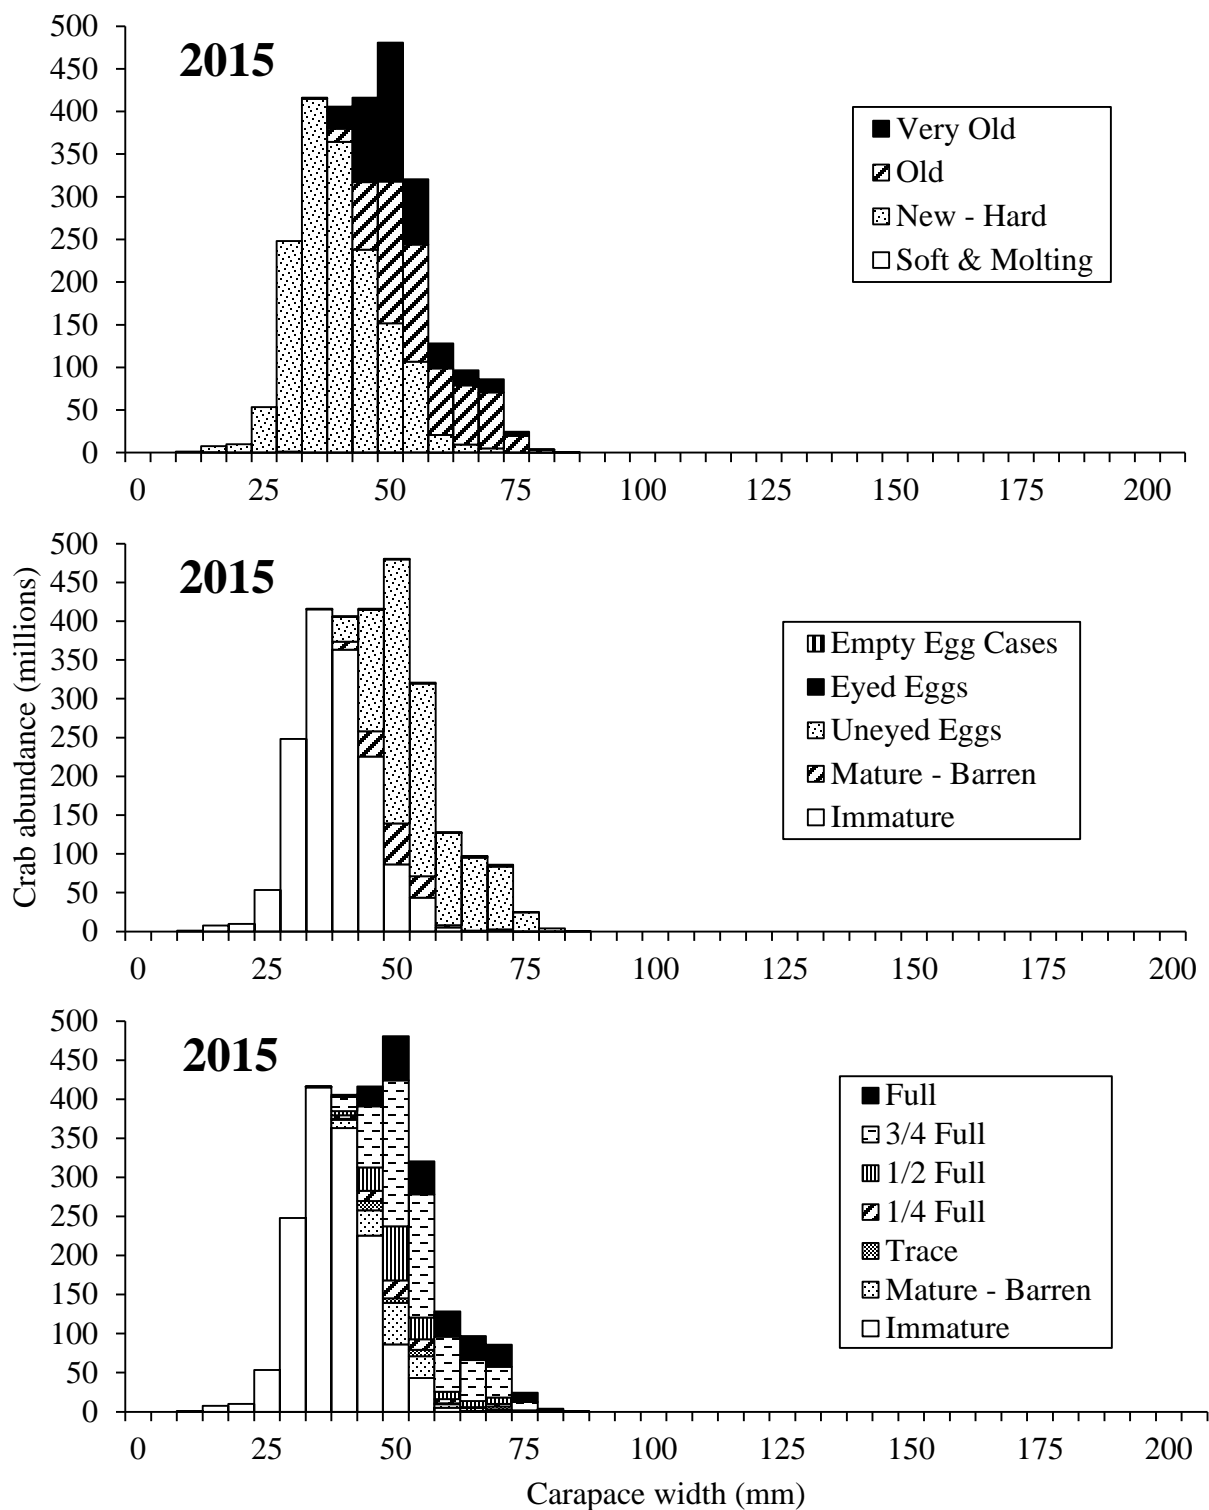 500
450
400
350
300
250
200
150
100
50
0
2015
Very Old
Old
New - Hard
Soft & Molting
0 25 50 75 100 125 150 175 200
Crab abundance (millions)
500
450
400
350
300
250
200
150
100
50
0
2015
Empty Egg Cases
Eyed Eggs
Uneyed Eggs
Mature - Barren
Immature
0 25 50 75 100 125 150 175 200
500
450
400
350
300
250
200
150
100
50
0
2015
Full
3/4 Full
1/2 Full
1/4 Full
Trace
Mature - Barren
Immature
0 25 50 75 100 125 150 175 200
Carapace width (mm)